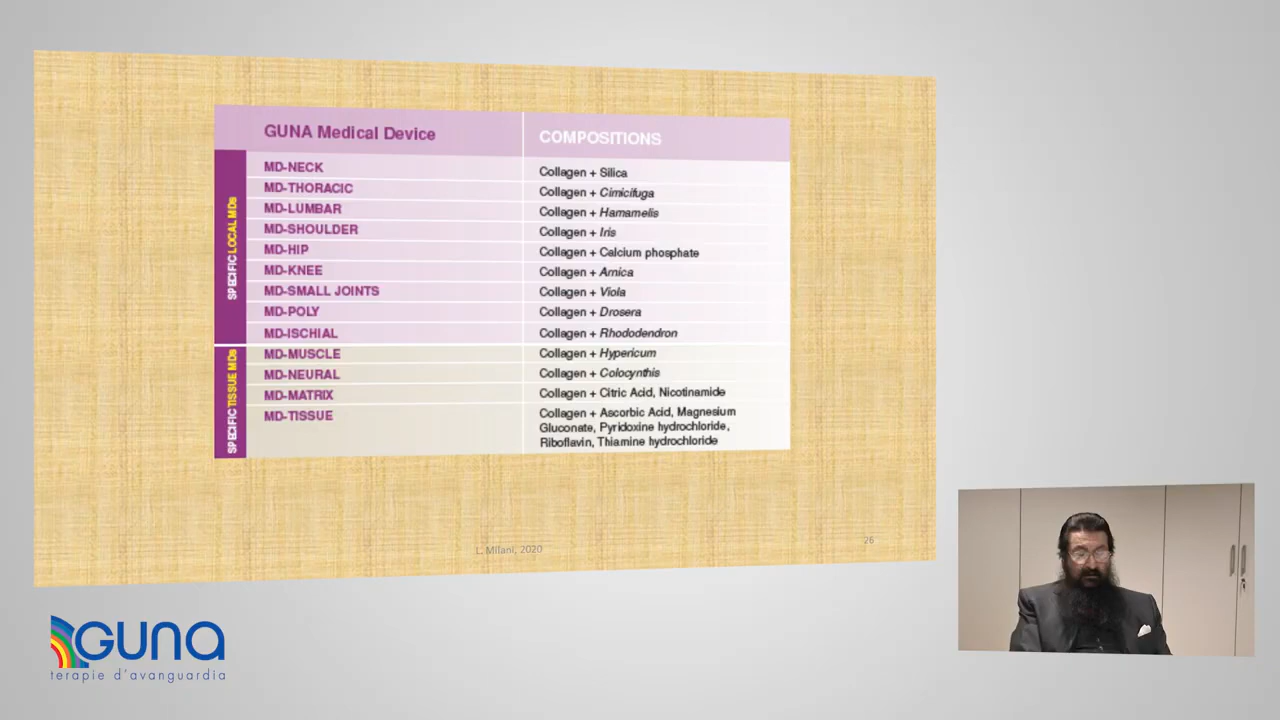 GUNA Medical Device COMPOSITIONS
SPECIFIC LOCAL MDs
MD-NECK Collagen + Silica
MD-THORACIC Collagen + Cimicifuga
MD-LUMBAR Collagen + Hamamelis
MD-SHOULDER Collagen + Iris
MD-HIP Collagen + Calcium phosphate
MD-KNEE Collagen + Arnica
MD-SMALL JOINTS Collagen + Viola
MD-POLY Collagen + Drosera
MD-ISCHIAL Collagen + Rhododendron
SPECIFIC TISSUE MDs
MD-MUSCLE Collagen + Hypericum
MD-NEURAL Collagen + Colocynthis
MD-MATRIX Collagen + Citric Acid, Nicotinamide
MD-TISSUE Collagen + Ascorbic Acid, Magnesium
Gluconate, Pyridoxine hydrochloride,
Riboflavin, Thiamine hydrochloride
L. Milani, 2020
26
GUNA
terapie d'avanguardia